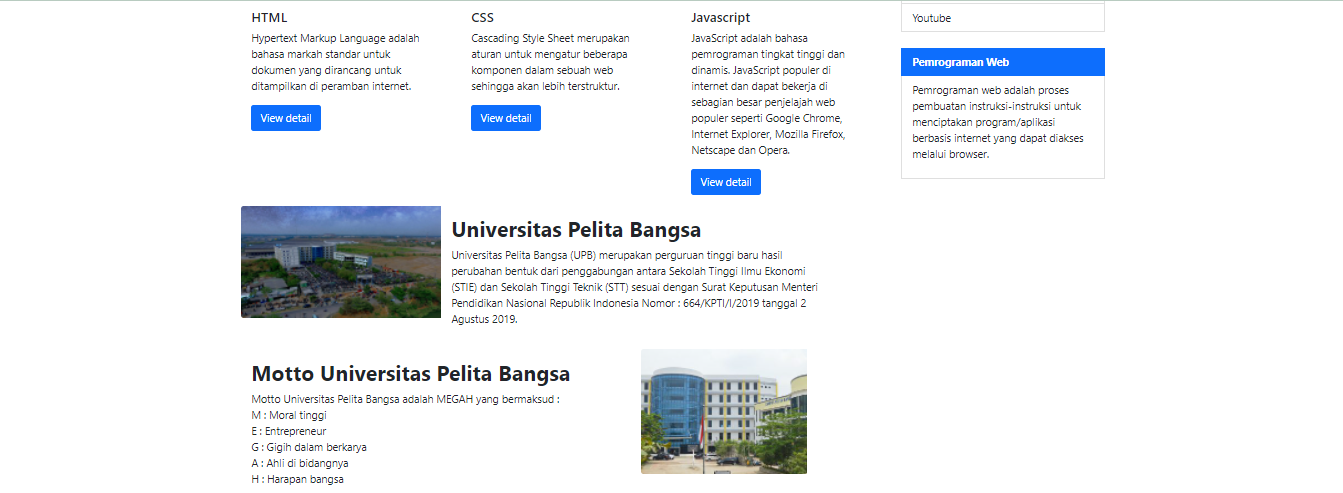 HTML
Hypertext Markup Language adalah
bahasa markah standar untuk
dokumen yang dirancang untuk
ditampilkan di peramban internet.
View detail
CSS
Cascading Style Sheet merupakan
aturan untuk mengatur beberapa
komponen dalam sebuah web
sehingga akan lebih terstruktur.
View detail
Javascript
JavaScript adalah bahasa
pemrograman tingkat tinggi dan
dinamis. JavaScript populer di
internet dan dapat bekerja di
sebagian besar penjelajah web
populer seperti Google Chrome,
Internet Explorer, Mozilla Firefox,
Netscape dan Opera.
View detail
Youtube
Pemrograman Web
Pemrograman web adalah proses
pembuatan instruksi-instruksi untuk
menciptakan program/aplikasi
berbasis internet yang dapat diakses
melalui browser.
Universitas Pelita Bangsa
Universitas Pelita Bangsa (UPB) merupakan perguruan tinggi baru hasil
perubahan bentuk dari penggabungan antara Sekolah Tinggi Ilmu Ekonomi
(STIE) dan Sekolah Tinggi Teknik (STT) sesuai dengan Surat Keputusan Menteri
Pendidikan Nasional Republik Indonesia Nomor : 664/KPTI/I/2019 tanggal 2
Agustus 2019.
Motto Universitas Pelita Bangsa
Motto Universitas Pelita Bangsa adalah MEGAH yang bermaksud :
M : Moral tinggi
E : Entrepreneur
G : Gigih dalam berkarya
A : Ahli di bidangnya
H : Harapan bangsa